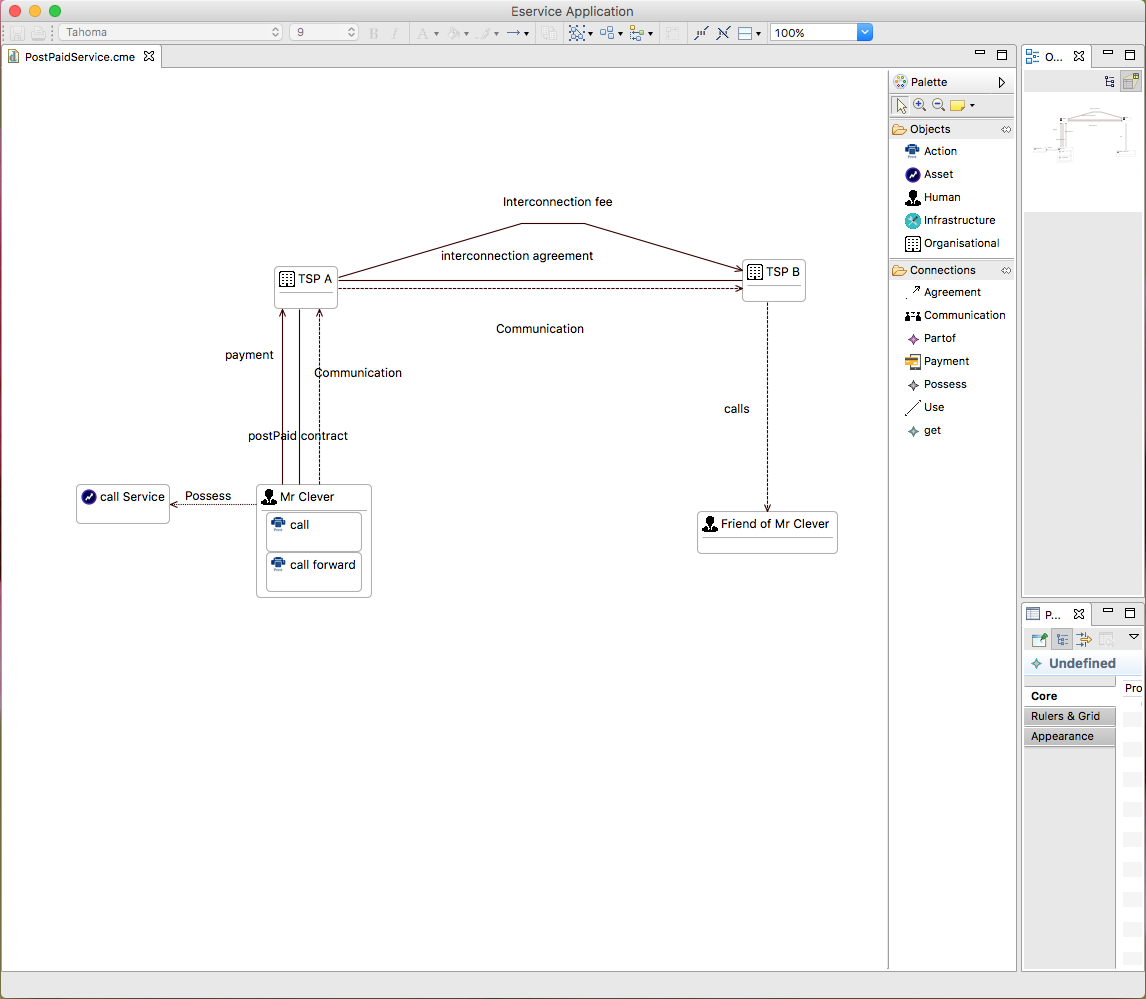 Eservice Application
Tahoma
9
B I
A
100%
PostPaidService.cme
O...
Palette
Objects
Action
Asset
Human
Infrastructure
Organisational
Connections
Agreement
Communication
Partof
Payment
Possess
Use
get
Interconnection fee
interconnection agreement
TSP A
TSP B
Communication
payment
Communication
calls
postPaid contract
call Service
Possess
Mr Clever
call
call forward
Friend of Mr Clever
P...
Undefined
Core
Pro
Rulers & Grid
Appearance